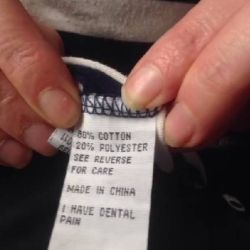 80% COTTON
20% POLYESTER
SEE REVERSE
FOR CARE
MADE IN CHINA
I HAVE DENTAL
PAIN